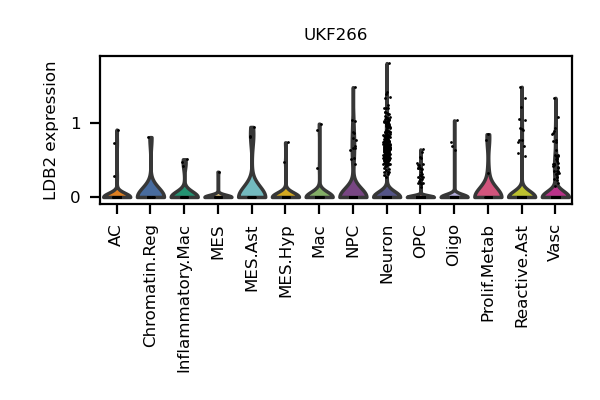 UKF266
LDB2 expression
1
0
AC
Chromatin.Reg
Inflammatory.Mac
MES
MES.Ast
MES.Hyp
Mac
NPC
Neuron
OPC
Oligo
Prolif.Metab
Reactive.Ast
Vasc